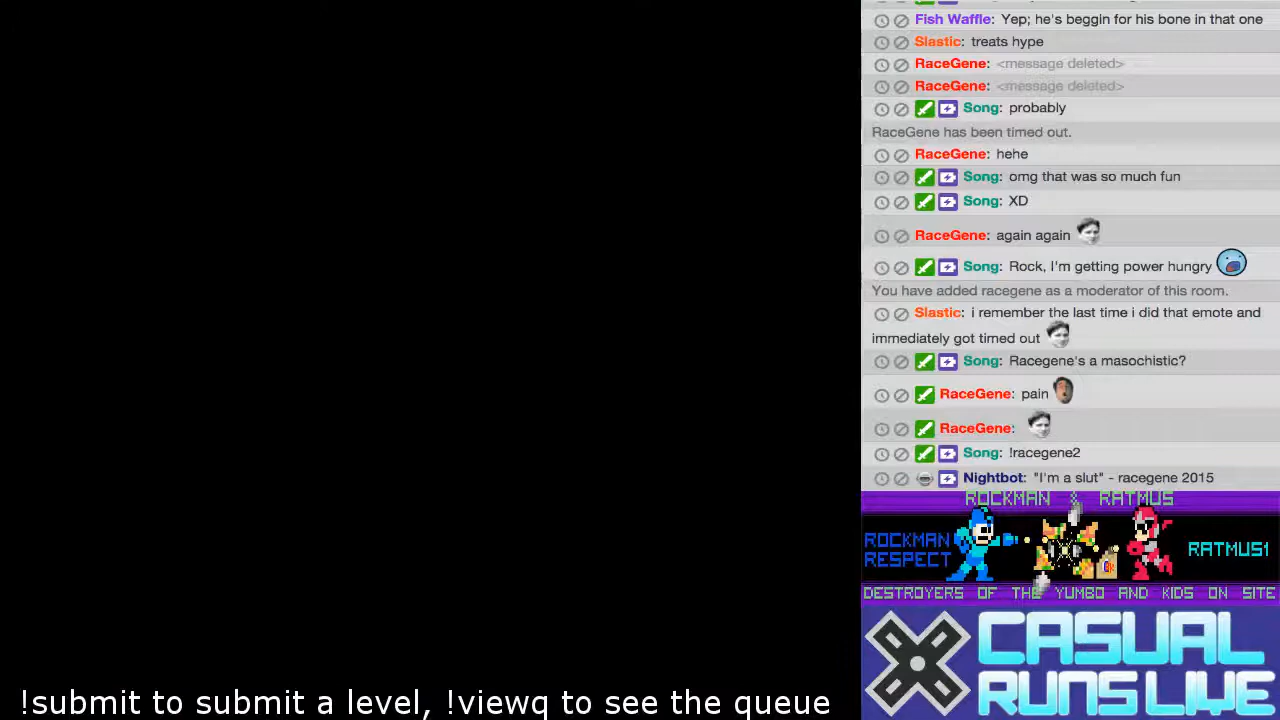 Fish Waffle: Yep; he's beggin for his bone in that one
Slastic: treats hype
RaceGene: <message deleted>
RaceGene: <message deleted>
Song: probably
RaceGene has been timed out.
RaceGene: hehe
Song: omg that was so much fun
Song: XD
RaceGene: again again
Song: Rock, I'm getting power hungry
You have added racegene as a moderator of this room.
Slastic: i remember the last time i did that emote and
immediately got timed out
Song: Racegene's a masochistic?
RaceGene: pain
RaceGene:
Song: !racegene2
Nightbot: "I'm a slut" - racegene 2015
ROCKMAN & RATMUS
ROCKMAN
RESPECT
RATMUS1
DESTROYERS OF THE YUMBO AND KIDS ON SITE
CASUAL
RUNS LIVE
!submit to submit a level, !viewq to see the queue